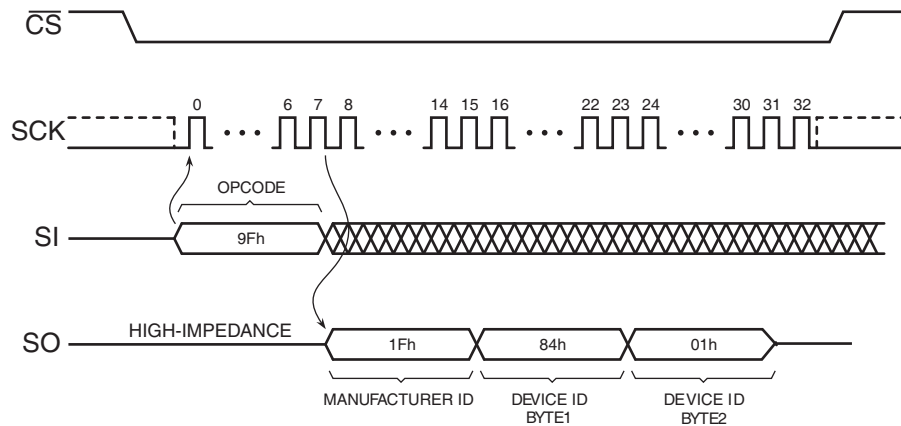 CS
0 6 7 8 14 15 16 22 23 24 30 31 32
SCK
OPCODE
SI 9Fh
HIGH-IMPEDANCE
SO 1Fh 84h 01h
MANUFACTURER ID DEVICE ID DEVICE ID
BYTE1 BYTE2